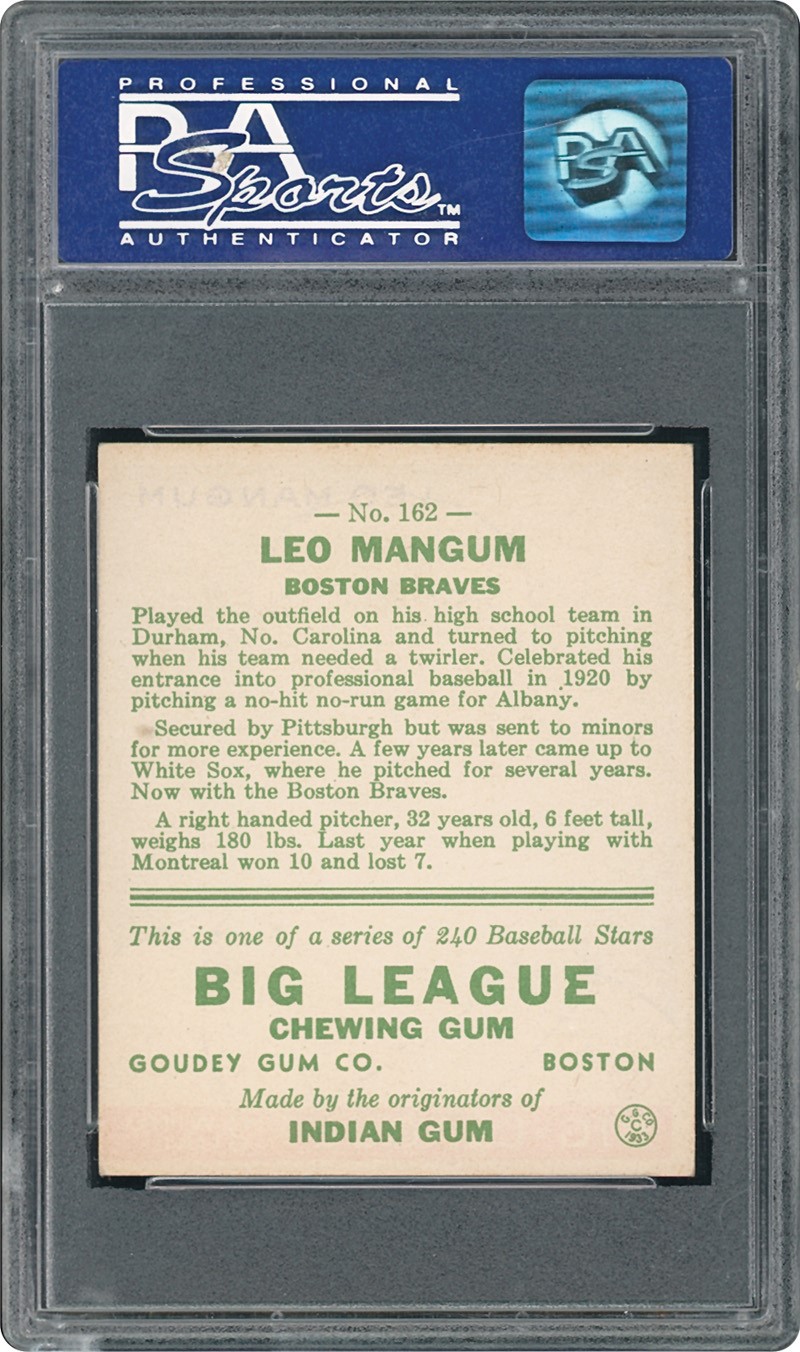 PROFESSIONAL
PSA
Sports™
AUTHENTICATOR
PSA
— No. 162 —
LEO MANGUM
BOSTON BRAVES
Played the outfield on his high school team in
Durham, No. Carolina and turned to pitching
when his team needed a twirler. Celebrated his
entrance into professional baseball in 1920 by
pitching a no-hit no-run game for Albany.
Secured by Pittsburgh but was sent to minors
for more experience. A few years later came up to
White Sox, where he pitched for several years.
Now with the Boston Braves.
A right handed pitcher, 32 years old, 6 feet tall,
weighs 180 lbs. Last year when playing with
Montreal won 10 and lost 7.
This is one of a series of 240 Baseball Stars
BIG LEAGUE
CHEWING GUM
GOUDEY GUM CO. BOSTON
Made by the originators of
INDIAN GUM
G. G. CO
C
1933